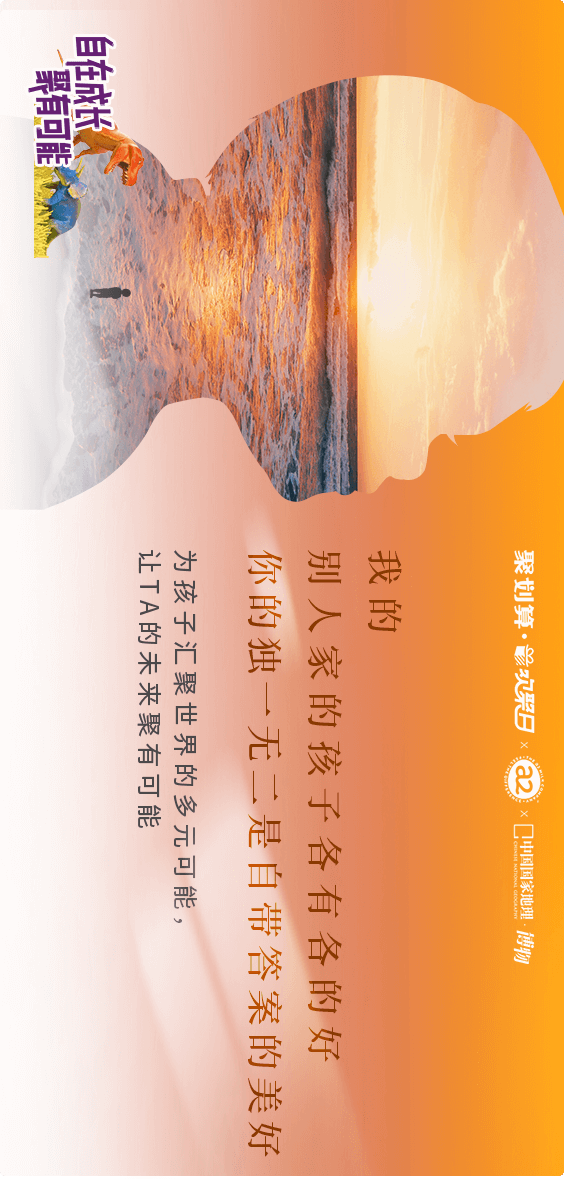 聚划算·欢聚日 × a2 × 中国国家地理·博物
CHINESE NATIONAL GEOGRAPHY
我的
别人家的孩子各有各的好
你的独一无二是自带答案的美好
为孩子汇聚世界的多元可能，
让TA的未来聚有可能
自在成长
聚有可能